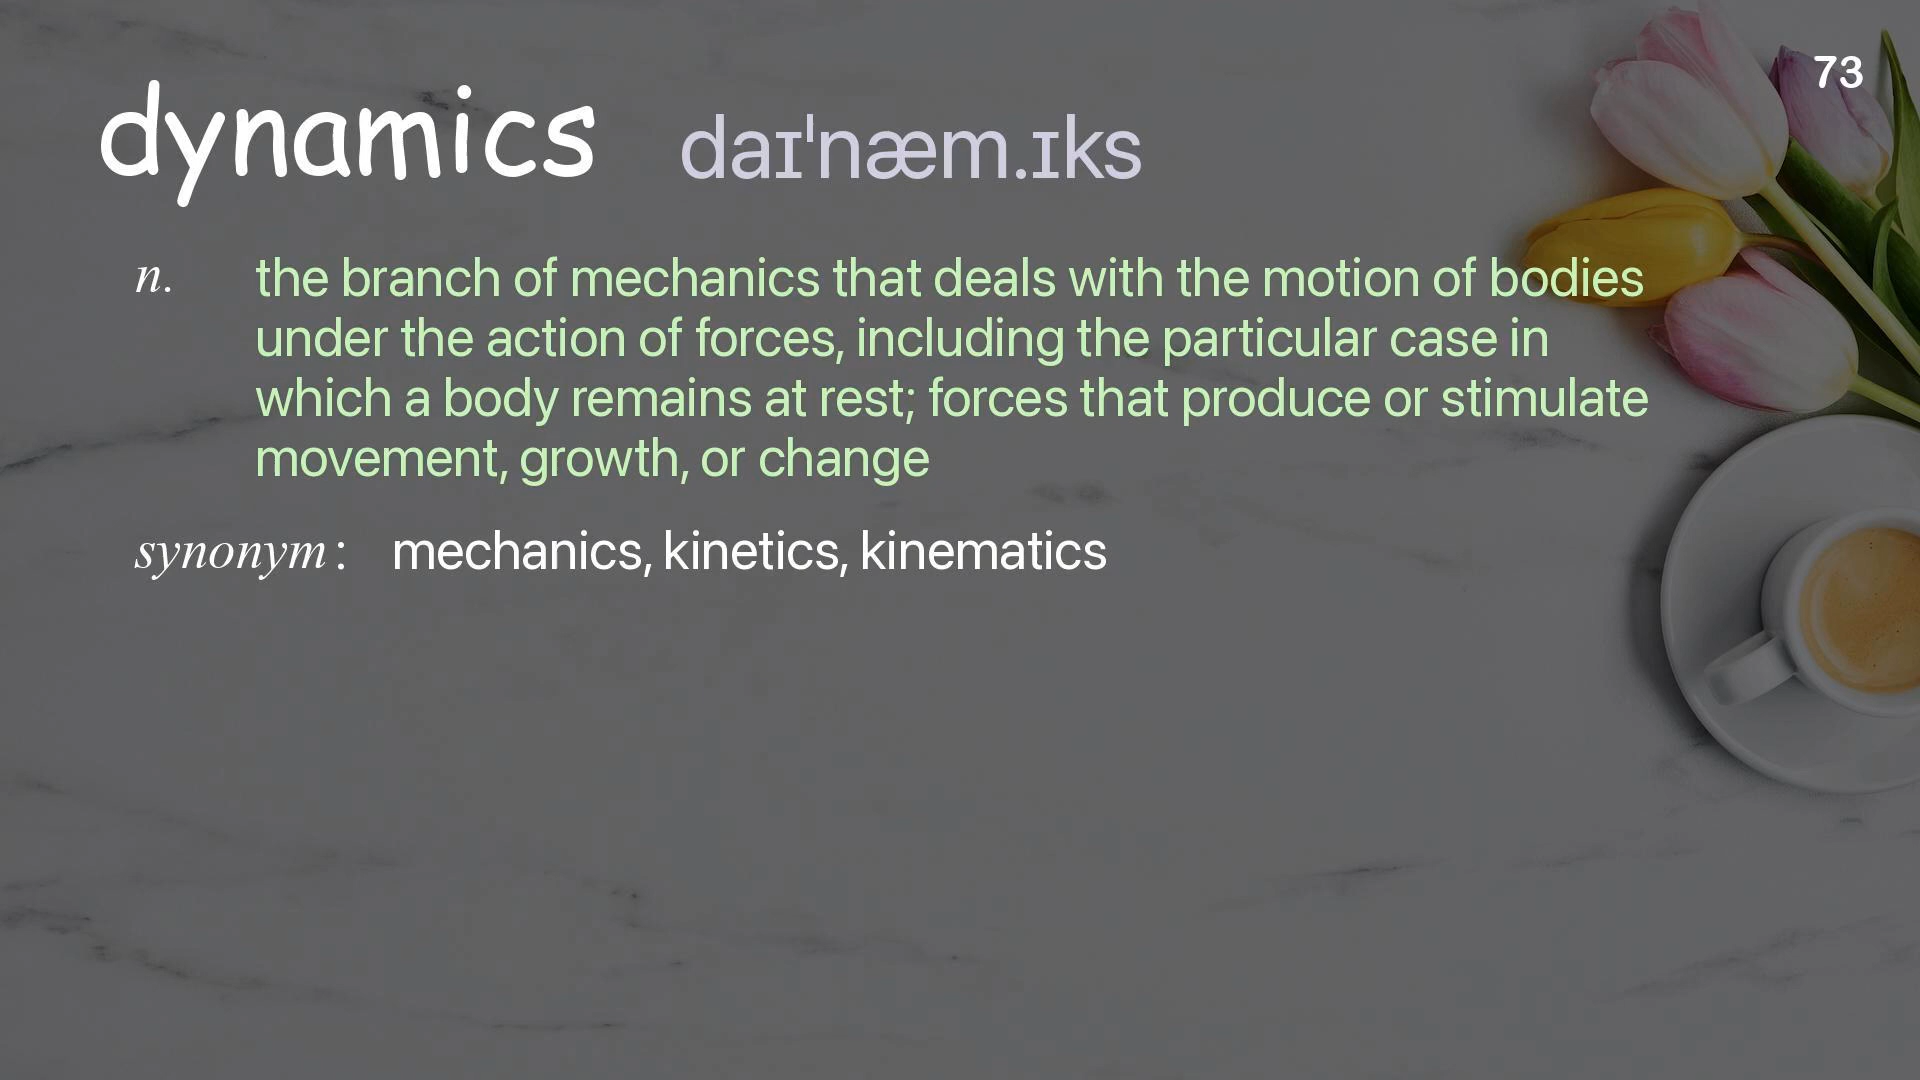 73
dynamics daɪˈnæm.ɪks
n. the branch of mechanics that deals with the motion of bodies
under the action of forces, including the particular case in
which a body remains at rest; forces that produce or stimulate
movement, growth, or change
synonym: mechanics, kinetics, kinematics